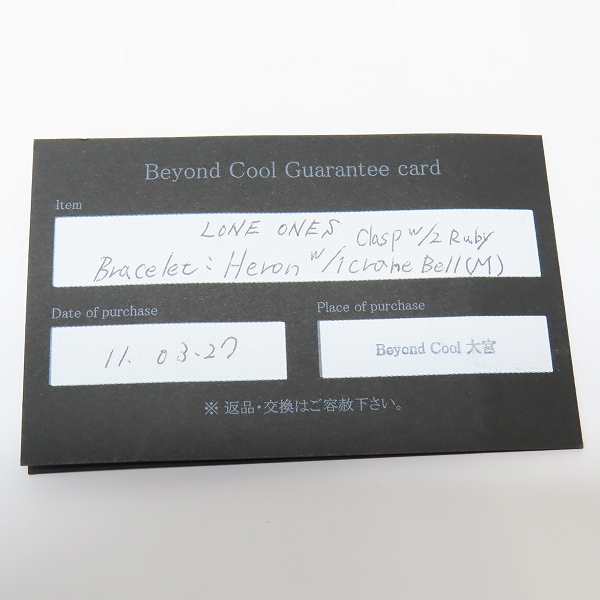 Beyond Cool Guarantee card
Item
LONE ONES Clasp w/2 Ruby
Bracelet: Heron w/1 crane Bell (M)
Date of purchase
Place of purchase
11. 03.27
Beyond Cool 大宮
※ 返品・交換はご容赦下さい。